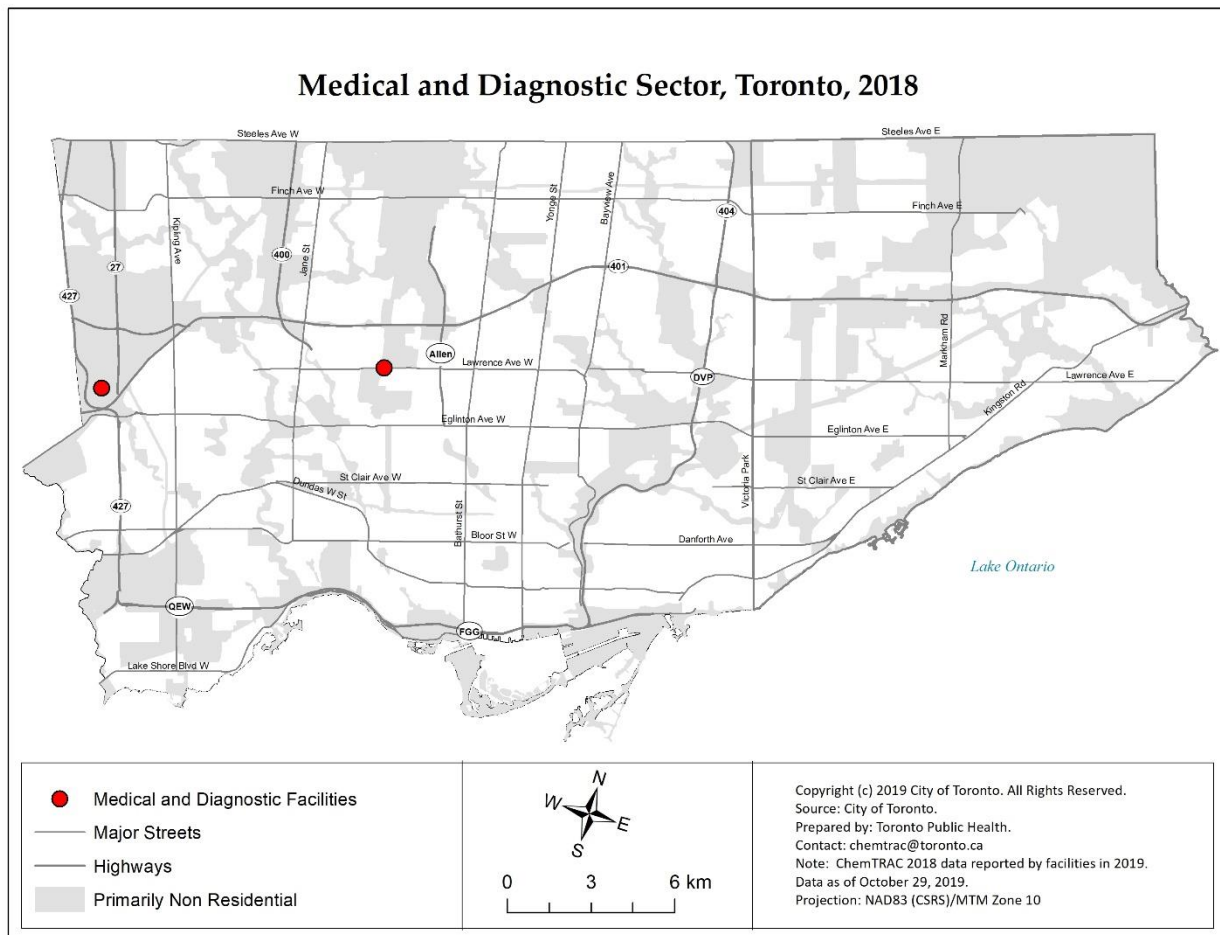 Medical and Diagnostic Sector, Toronto, 2018
Steeles Ave W
Steeles Ave E
Finch Ave W
Finch Ave E
Kipling Ave
Jane St
Yonge St
Bayview Ave
404
400
27
427
401
Markham Rd
Allen
Lawrence Ave W
DVP
Lawrence Ave E
Kingston Rd
Eglinton Ave W
Eglinton Ave E
St Clair Ave W
St Clair Ave E
Dundas W St
Victoria Park
427
Bathurst St
Bloor St W
Danforth Ave
Lake Ontario
QEW
FGG
Lake Shore Blvd W
Medical and Diagnostic Facilities
Major Streets
Highways
Primarily Non Residential
N
W
E
S
0 3 6 km
Copyright (c) 2019 City of Toronto. All Rights Reserved.
Source: City of Toronto.
Prepared by: Toronto Public Health.
Contact: chemtrac@toronto.ca
Note: ChemTRAC 2018 data reported by facilities in 2019.
Data as of October 29, 2019.
Projection: NAD83 (CSRS)/MTM Zone 10